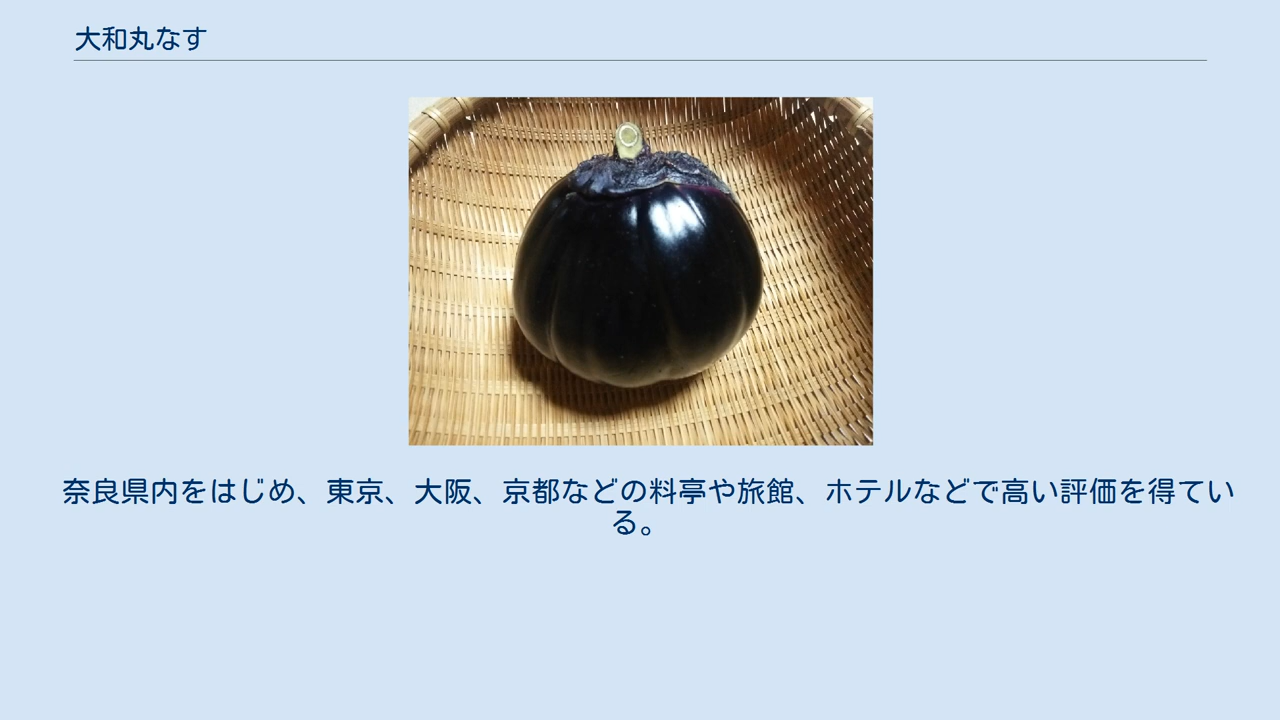 大和丸なす
奈良県内をはじめ、東京、大阪、京都などの料亭や旅館、ホテルなどで高い評価を得てい
る。